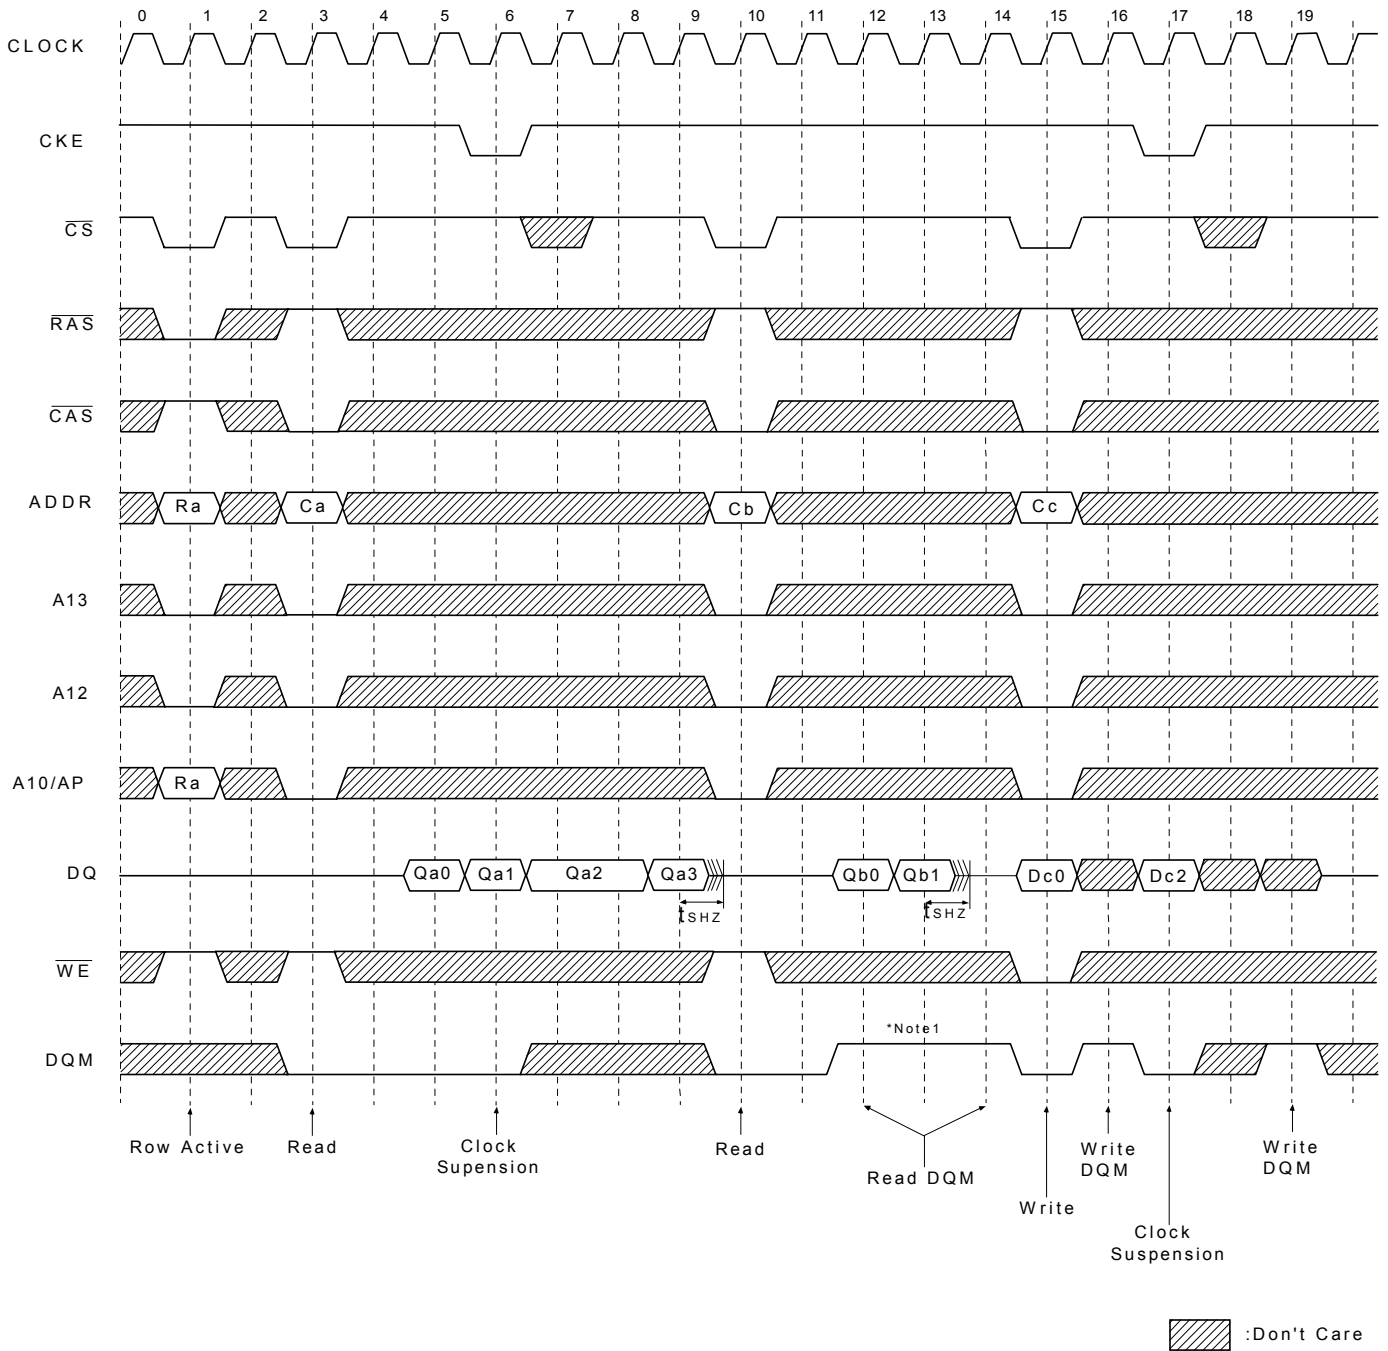 0 1 2 3 4 5 6 7 8 9 10 11 12 13 14 15 16 17 18 19
CLOCK
CKE
CS
RAS
CAS
ADDR Ra Ca Cb Cc
A13
A12
A10/AP Ra
DQ Qa0 Qa1 Qa2 Qa3 Qb0 Qb1 Dc0 Dc2
tSHZ tSHZ
WE
*Note1
DQM
Row Active Read Clock Supension Read Read DQM Write Write DQM Clock Suspension Write DQM
:Don't Care